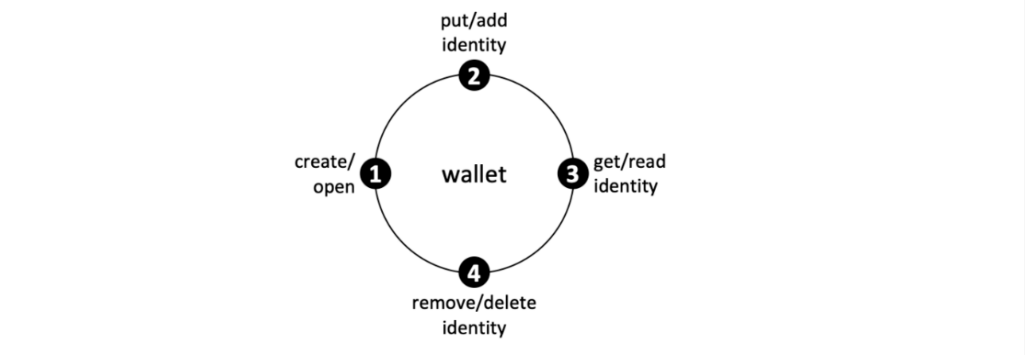 put/add
identity
2
create/
open
1
wallet
3
get/read
identity
4
remove/delete
identity